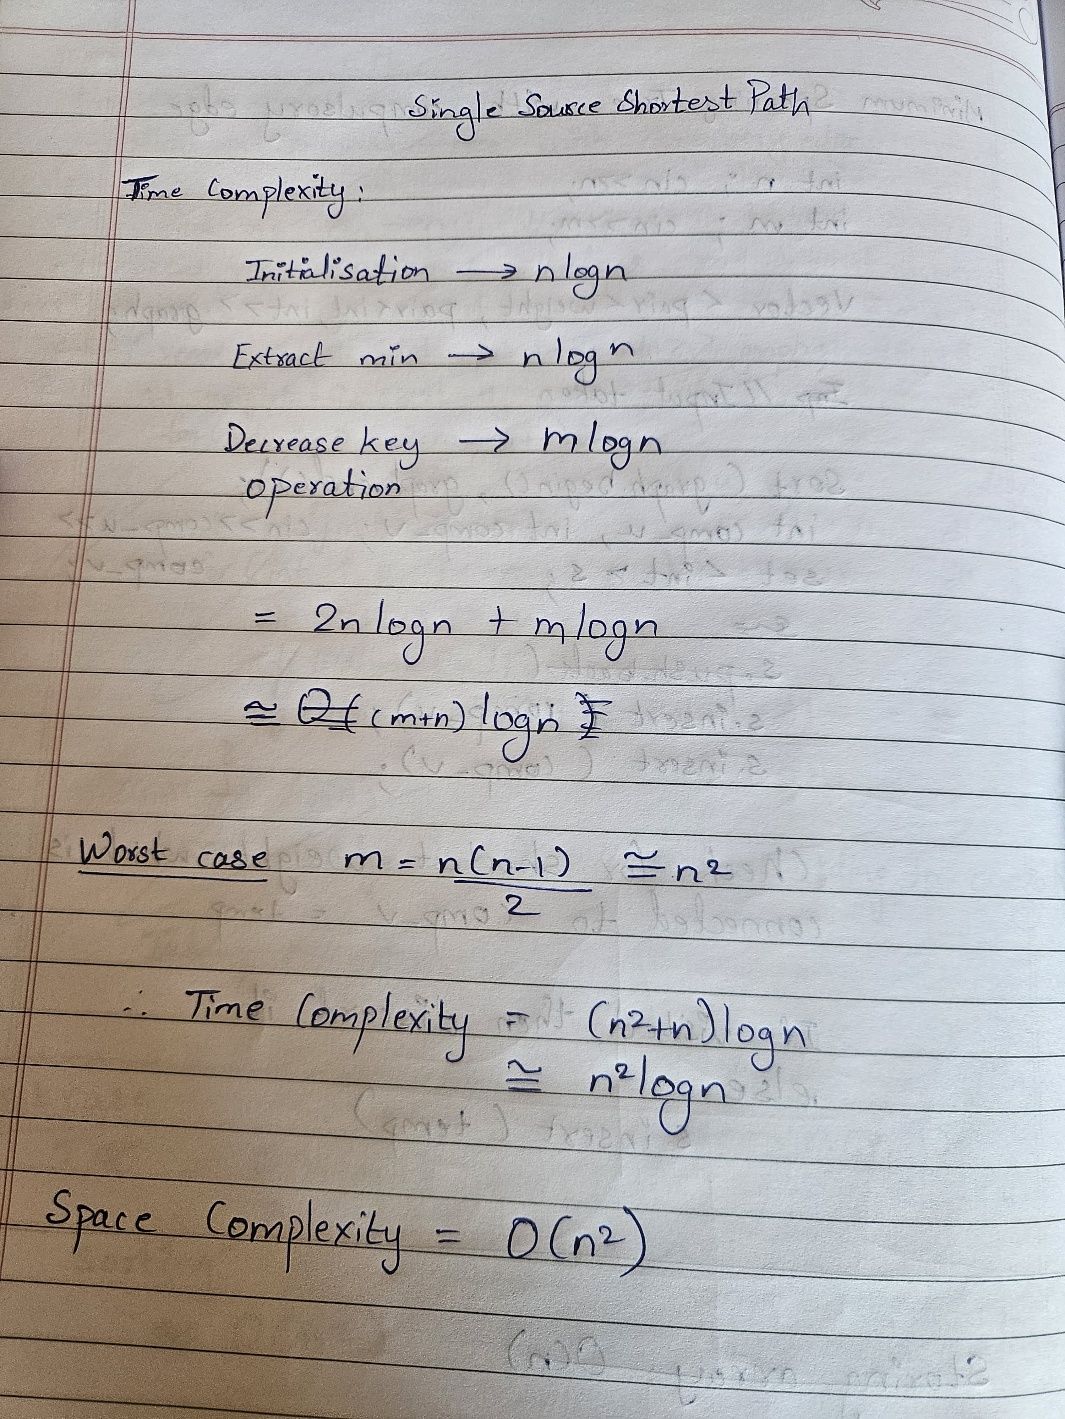 Single Source Shortest Path
Time Complexity:
Initialisation → nlogn
Extract min → nlogn
Decrease key → mlogn
operation
= 2nlogn + mlogn
≅ (m+n) logn
Worst case m = n(n-1) ≅ n²
2
∴ Time Complexity = (n²+n)logn
≅ n²logn
Space Complexity = O(n²)